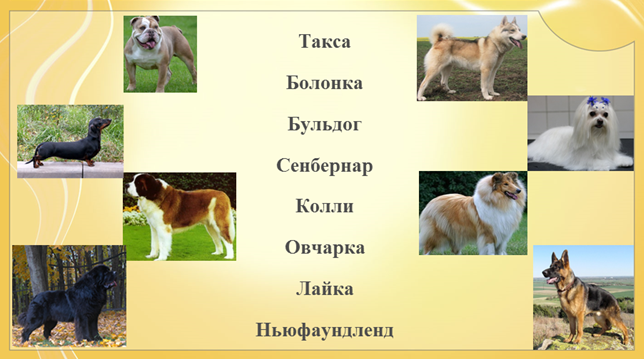 Такса
Болонка
Бульдог
Сенбернар
Колли
Овчарка
Лайка
Ньюфаундленд